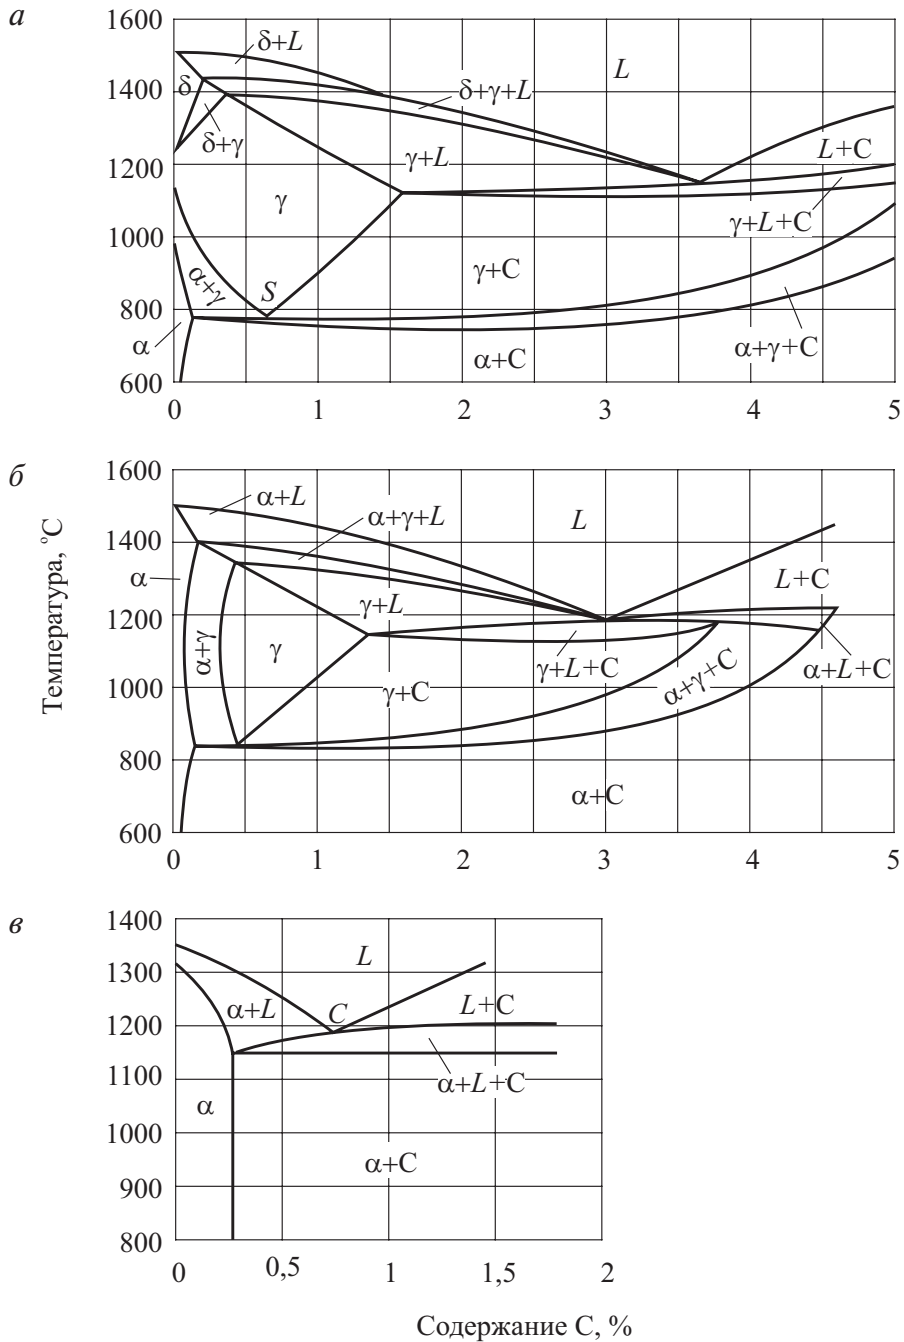 а
1600
δ+L
L
1400
δ
δ+γ+L
δ+γ
γ+L
L+C
1200
γ
γ+L+C
1000
α+γ
S
γ+C
800
α
α+C
α+γ+C
600
0 1 2 3 4 5
б
1600
α+L
α+γ+L
L
1400
α
L+C
γ+L
1200
α+γ
γ
γ+L+C
α+γ+C
α+L+C
γ+C
1000
800
α+C
600
0 1 2 3 4 5
Температура, °C
в
1400
L
1300
α+L
C
L+C
1200
1100
α+L+C
α
1000
α+C
900
800
0 0,5 1 1,5 2
Содержание C, %